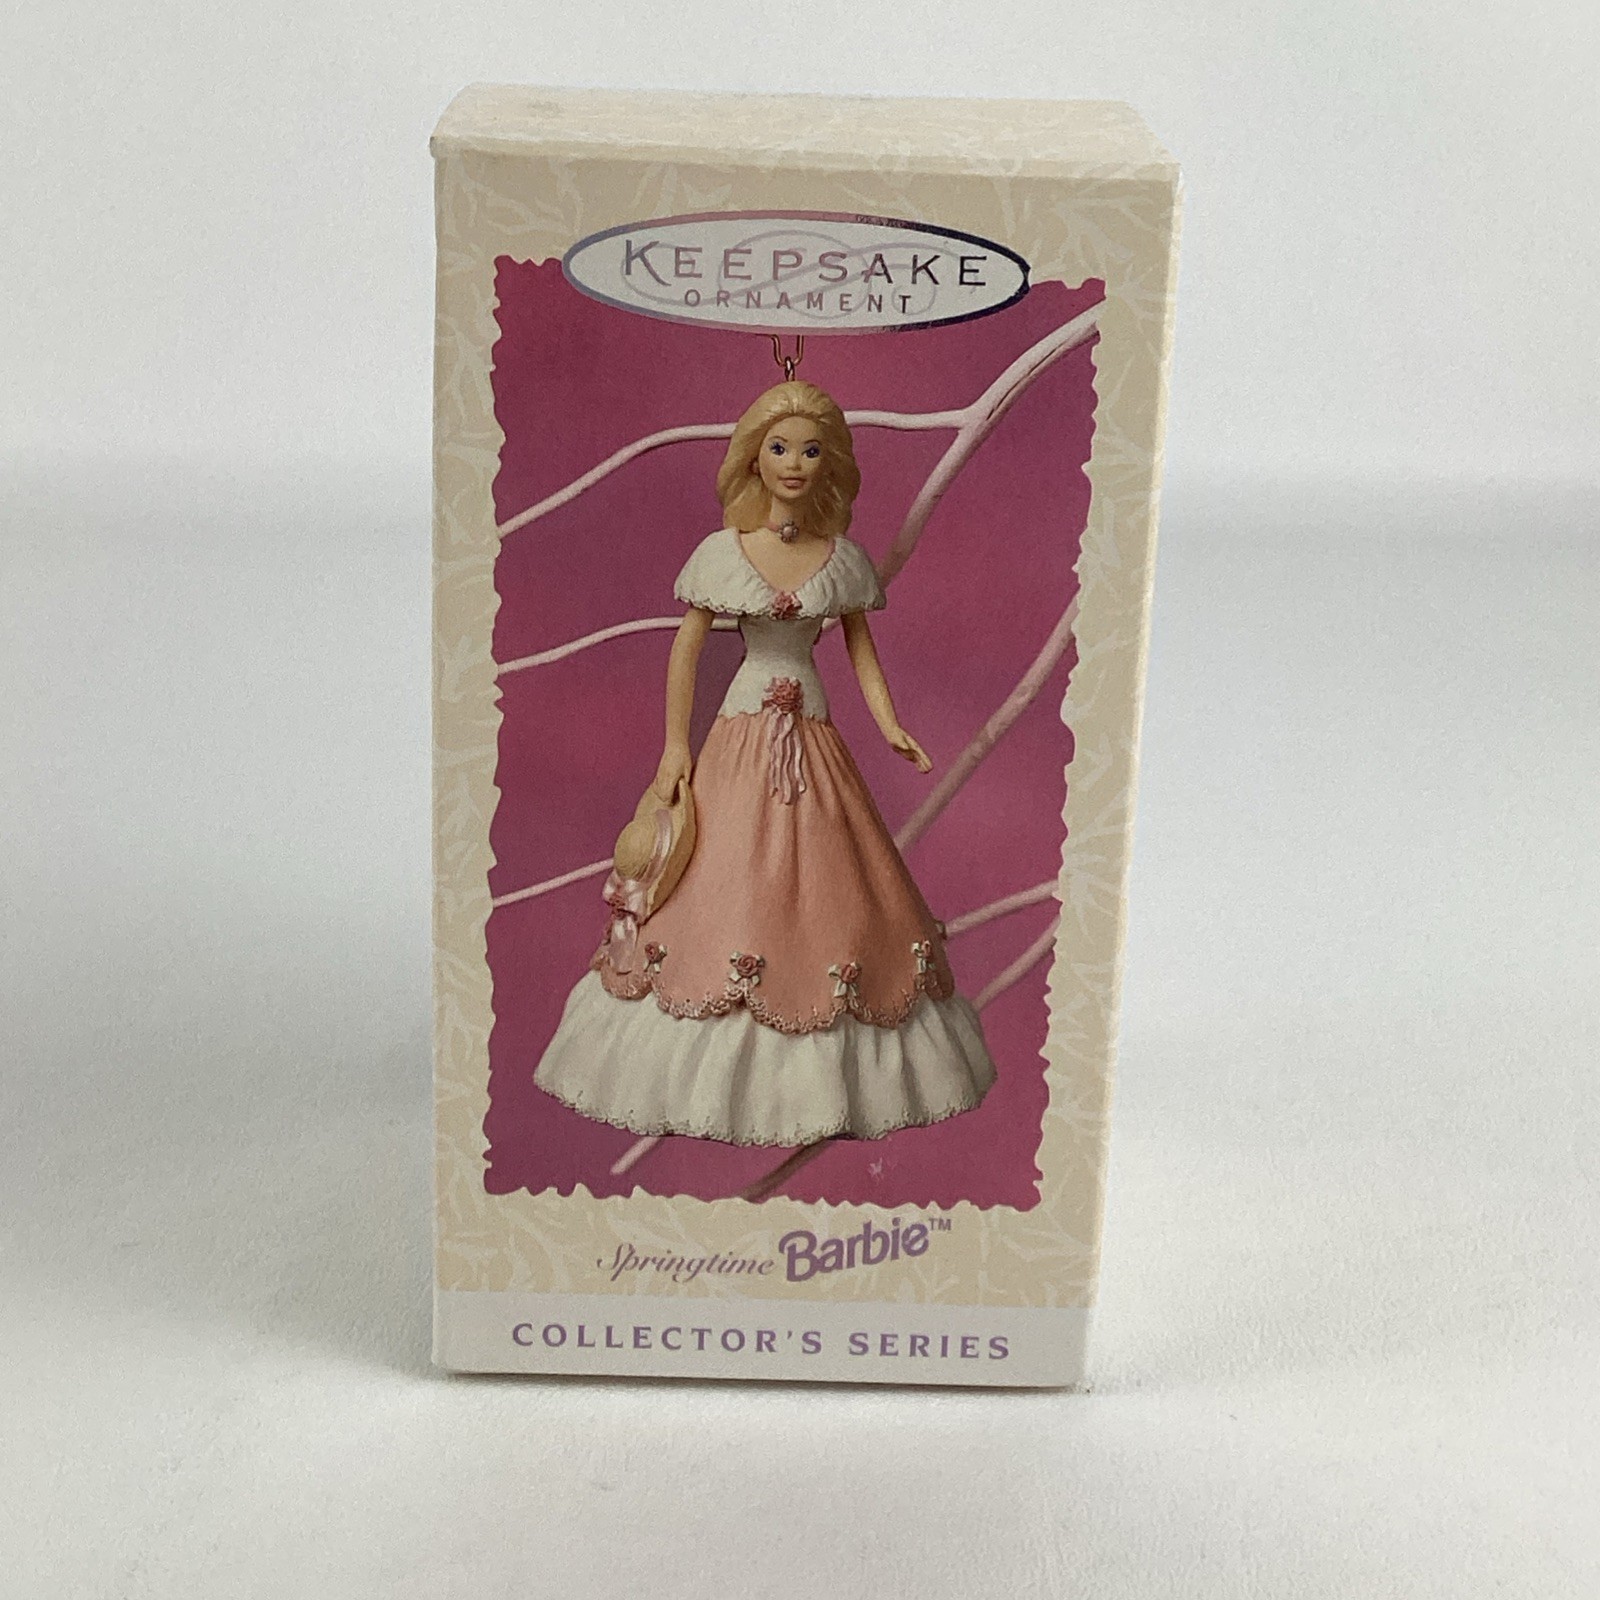 KEEPSAKE
ORNAMENT
Springtime Barbie™
COLLECTOR'S SERIES